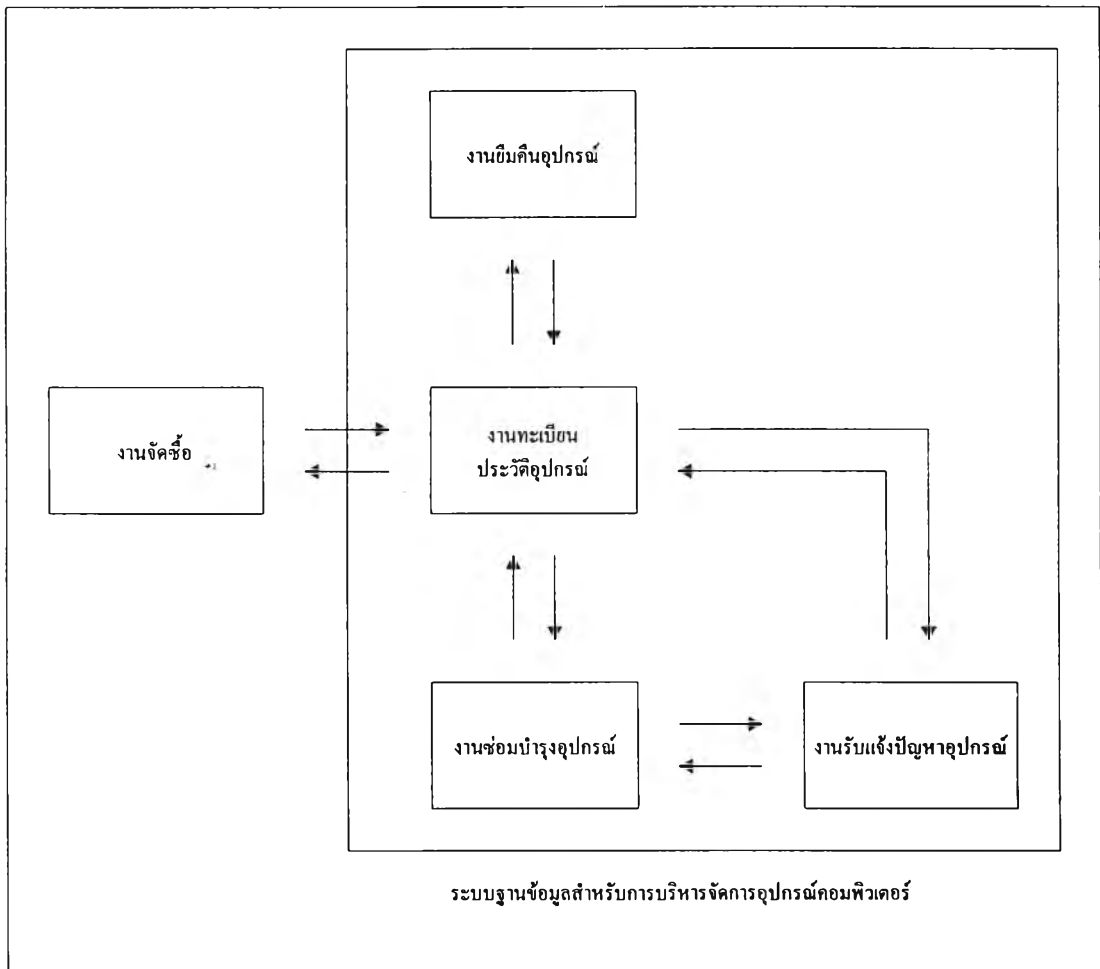 งานยืมคืนอุปกรณ์
งานจัดซื้อ
งานทะเบียน
ประวัติอุปกรณ์
งานซ่อมบำรุงอุปกรณ์
งานรับแจ้งปัญหาอุปกรณ์
ระบบฐานข้อมูลสำหรับการบริหารจัดการอุปกรณ์คอมพิวเตอร์